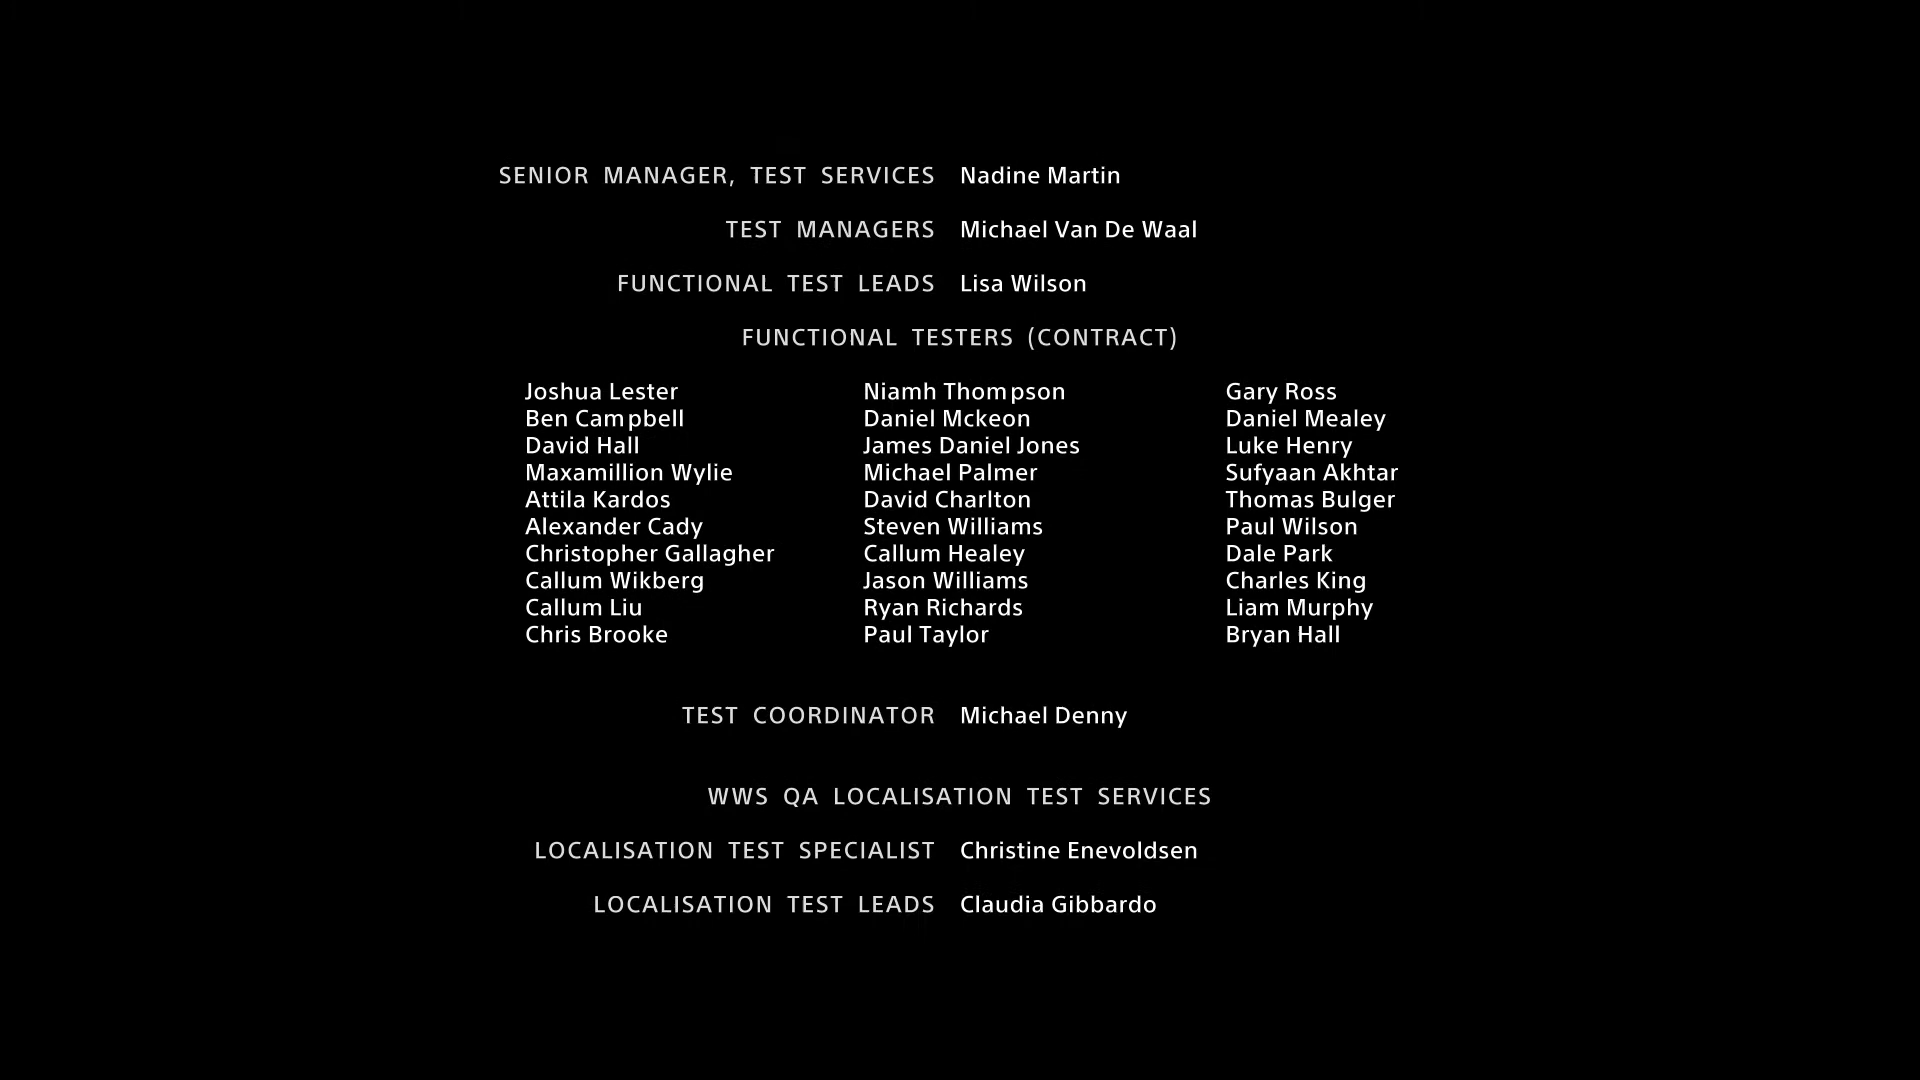 SENIOR MANAGER, TEST SERVICES Nadine Martin
TEST MANAGERS Michael Van De Waal
FUNCTIONAL TEST LEADS Lisa Wilson
FUNCTIONAL TESTERS (CONTRACT)
Joshua Lester Niamh Thompson Gary Ross
Ben Campbell Daniel Mckeon Daniel Mealey
David Hall James Daniel Jones Luke Henry
Maxamillion Wylie Michael Palmer Sufyaan Akhtar
Attila Kardos David Charlton Thomas Bulger
Alexander Cady Steven Williams Paul Wilson
Christopher Gallagher Callum Healey Dale Park
Callum Wikberg Jason Williams Charles King
Callum Liu Ryan Richards Liam Murphy
Chris Brooke Paul Taylor Bryan Hall
TEST COORDINATOR Michael Denny
WWS QA LOCALISATION TEST SERVICES
LOCALISATION TEST SPECIALIST Christine Enevoldsen
LOCALISATION TEST LEADS Claudia Gibbardo